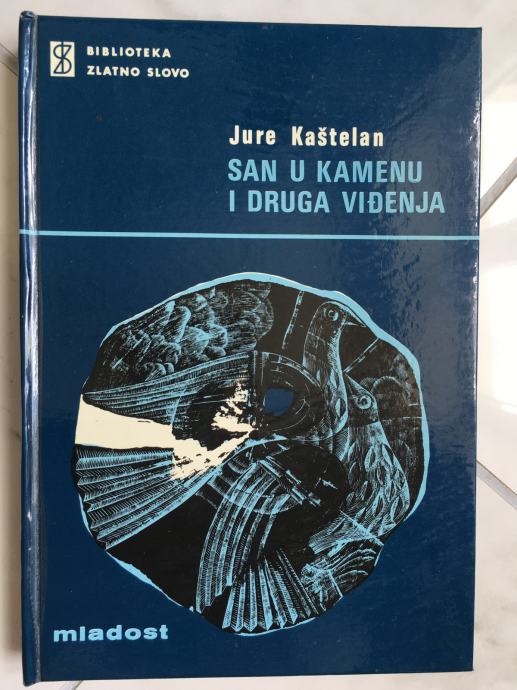 BIBLIOTEKA
ZLATNO SLOVO
Jure Kaštelan
SAN U KAMENU
I DRUGA VIĐENJA
mladost